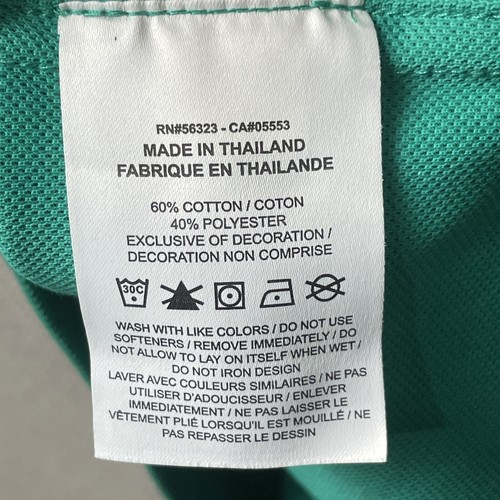 RN#56323 - CA#05553
MADE IN THAILAND
FABRIQUE EN THAILANDE
60% COTTON / COTON
40% POLYESTER
EXCLUSIVE OF DECORATION /
DECORATION NON COMPRISE
30C
WASH WITH LIKE COLORS / DO NOT USE
SOFTENERS / REMOVE IMMEDIATELY / DO
NOT ALLOW TO LAY ON ITSELF WHEN WET /
DO NOT IRON DESIGN
LAVER AVEC COULEURS SIMILAIRES / NE PAS
UTILISER D'ADOUCISSEUR / ENLEVER
IMMEDIATEMENT / NE PAS LAISSER LE
VÊTEMENT PLIÉ LORSQU'IL EST MOUILLÉ / NE
PAS REPASSER LE DESSIN